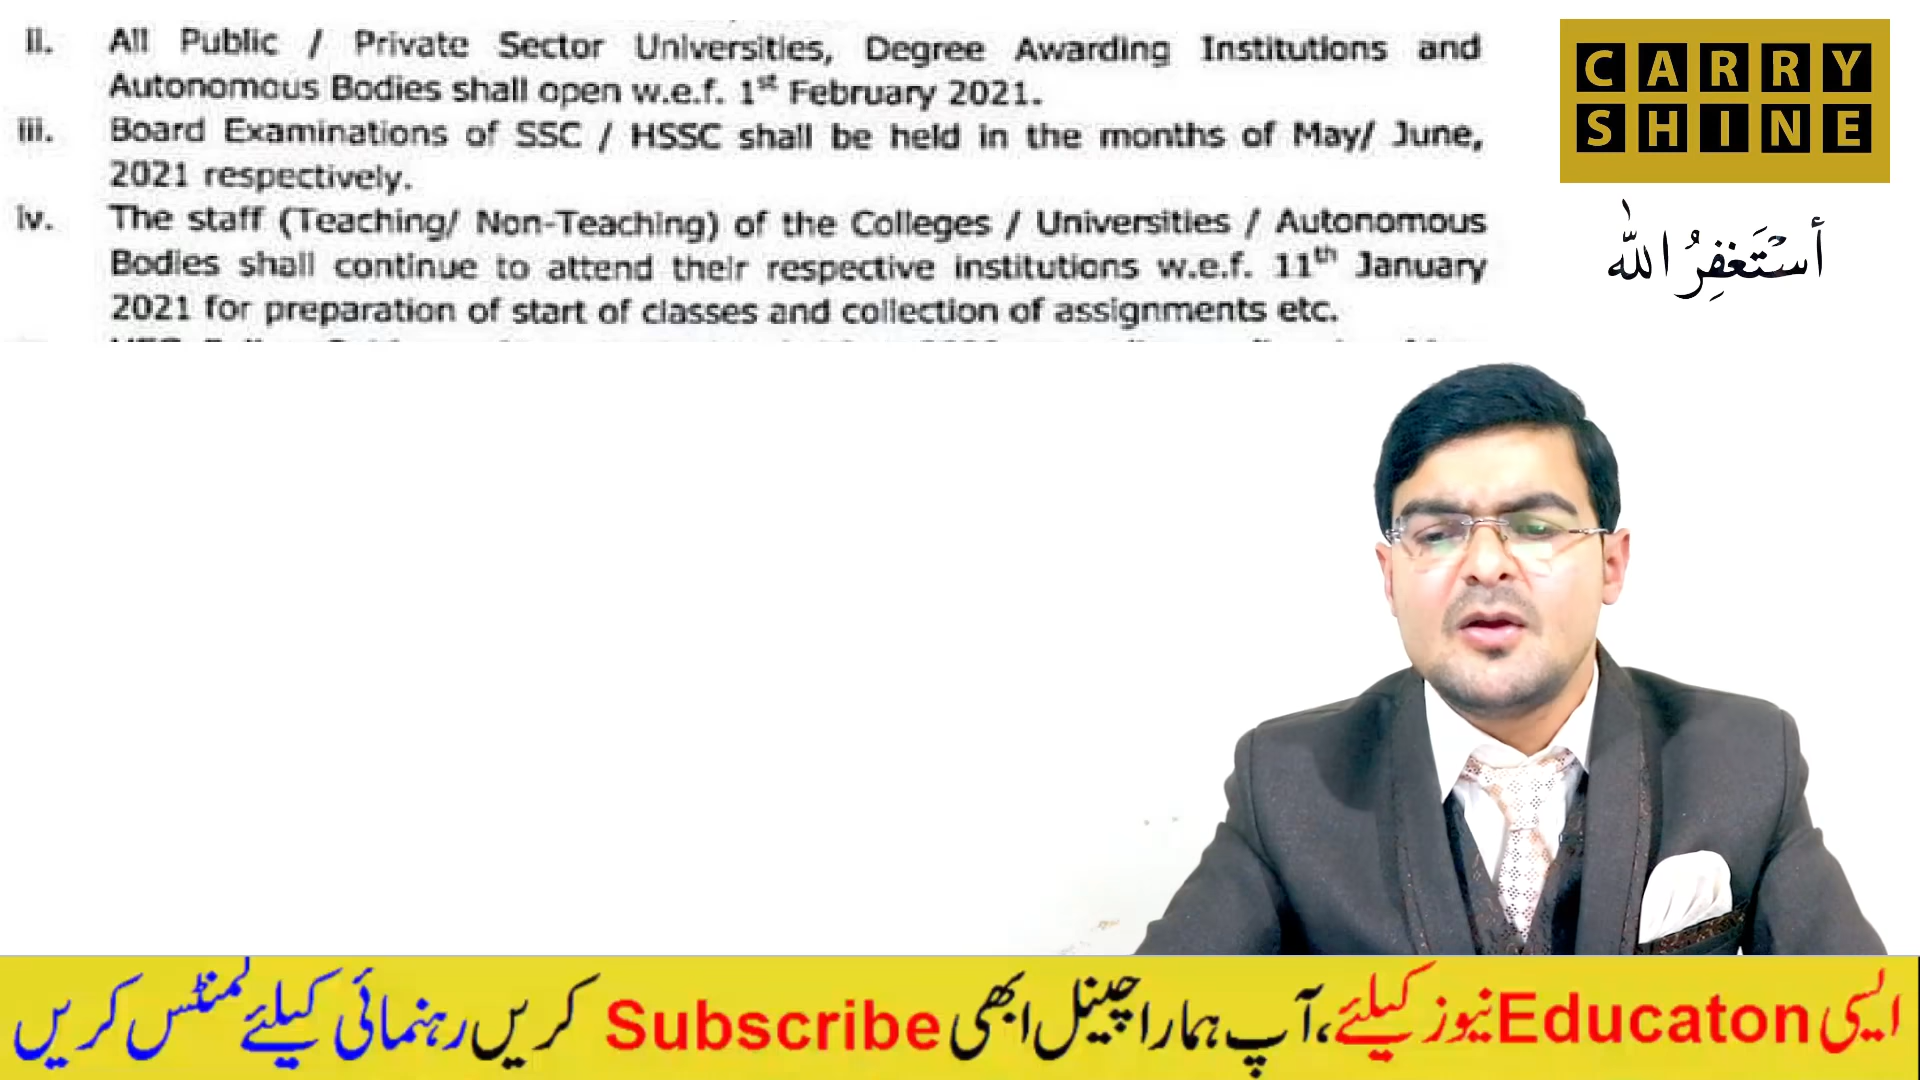 ii. All Public / Private Sector Universities, Degree Awarding Institutions and
Autonomous Bodies shall open w.e.f. 1st February 2021.
iii. Board Examinations of SSC / HSSC shall be held in the months of May/ June,
2021 respectively.
iv. The staff (Teaching/ Non-Teaching) of the Colleges / Universities / Autonomous
Bodies shall continue to attend their respective institutions w.e.f. 11th January
2021 for preparation of start of classes and collection of assignments etc.
CARRY
SHINE
أَسْتَغفِرُ اللّٰه
ایسی Educaton نیوز کیلئے، آپ ہمارا چینل ابھی Subscribe کریں رہنمائی کیلئے کمنٹس کریں